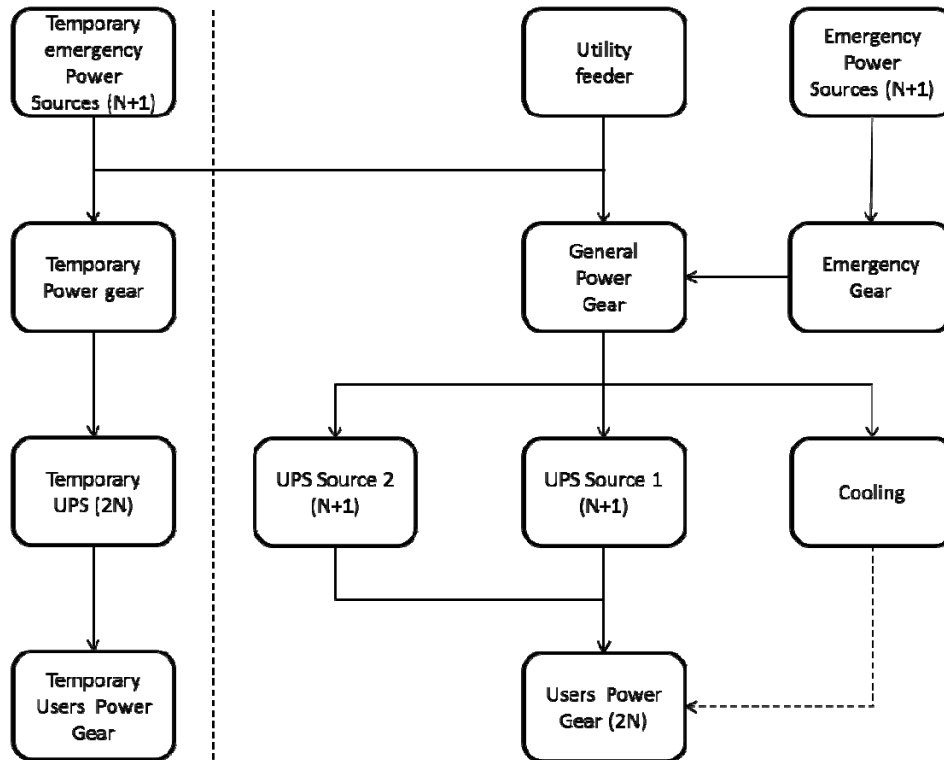 Temporary
emergency
Power
Sources (N+1)
Utility
feeder
Emergency
Power
Sources (N+1)
Temporary
Power gear
General
Power
Gear
Emergency
Gear
Temporary
UPS (2N)
UPS Source 2
(N+1)
UPS Source 1
(N+1)
Cooling
Temporary
Users Power
Gear
Users Power
Gear (2N)